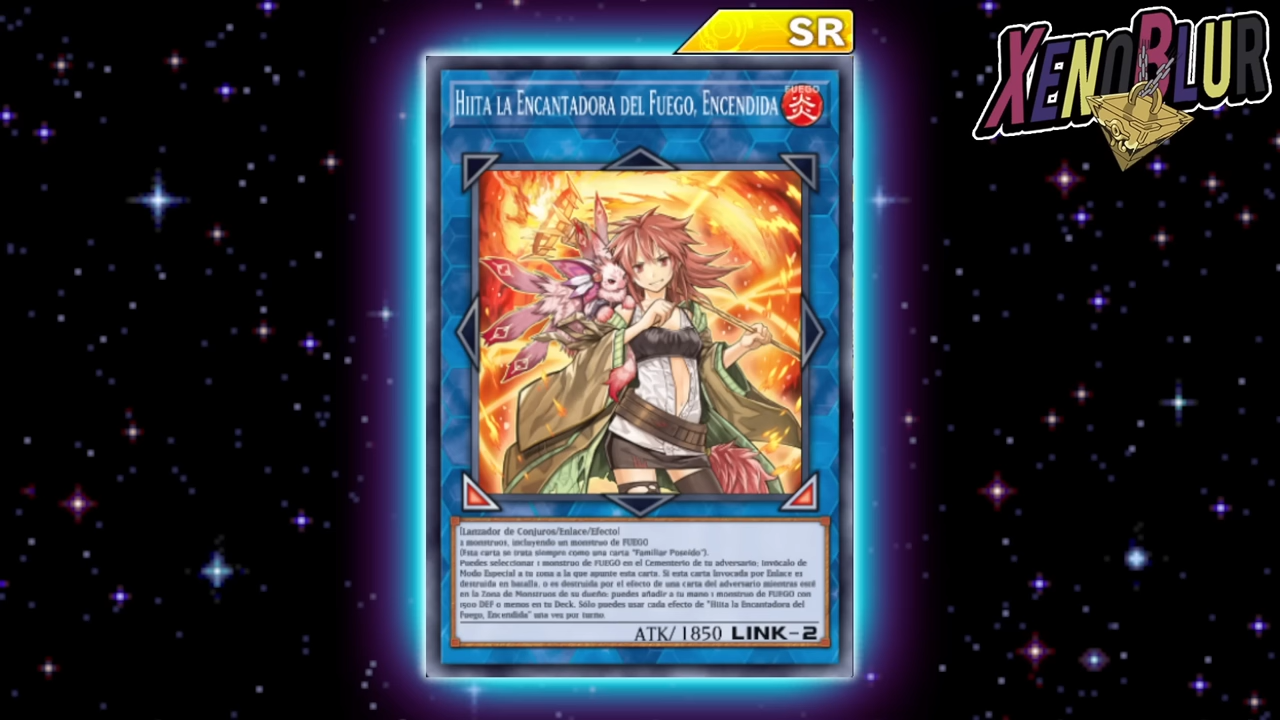 SR
XENOBLUR
HIITA LA ENCANTADORA DEL FUEGO, ENCENDIDA
FUEGO
炎
[Lanzador de Conjuros/Enlace/Efecto]
2 monstruos, incluyendo un monstruo de FUEGO
(Esta carta se trata siempre como una carta "Familiar Poseído").
Puedes seleccionar 1 monstruo de FUEGO en el Cementerio de tu adversario; Invócalo de
Modo Especial a tu zona a la que apunte esta carta. Si esta carta Invocada por Enlace es
destruida en batalla, o es destruida por el efecto de una carta del adversario mientras está
en la Zona de Monstruos de su dueño: puedes añadir a tu mano 1 monstruo de FUEGO con
1500 DEF o menos en tu Deck. Sólo puedes usar cada efecto de "Hiita la Encantadora del
Fuego, Encendida" una vez por turno.
ATK/ 1850 LINK-2